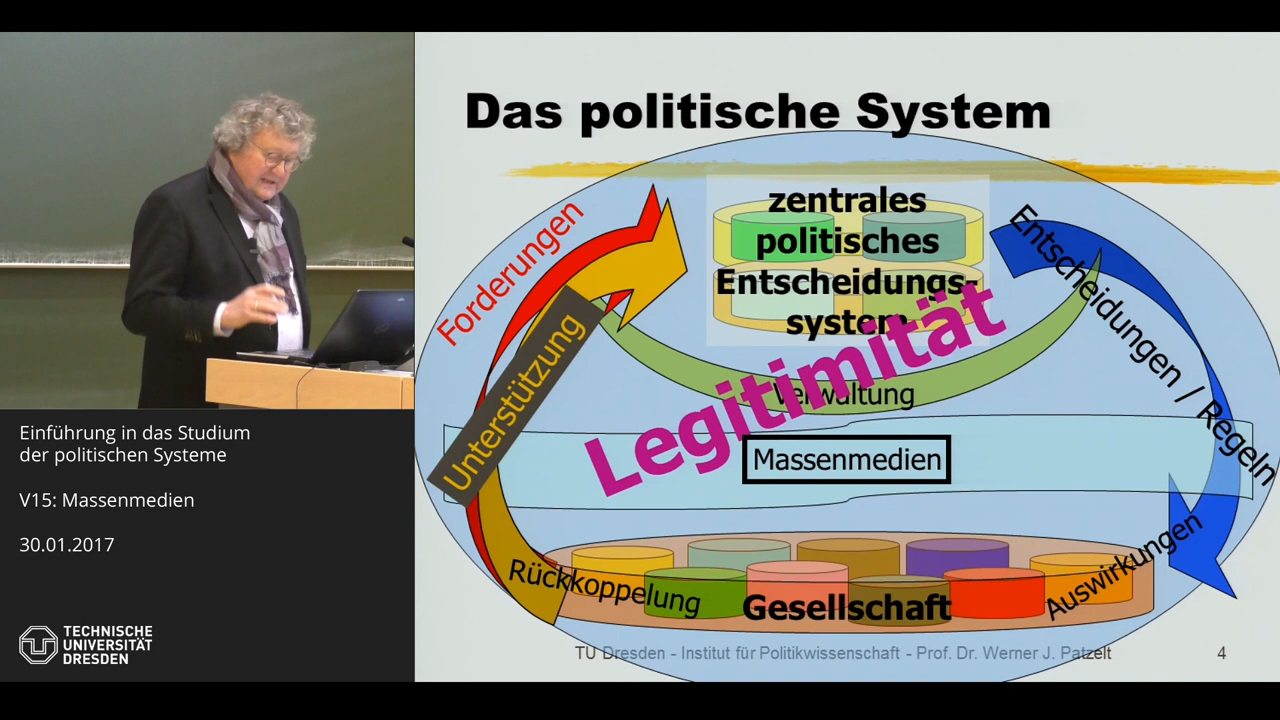 Einführung in das Studium
der politischen Systeme
V15: Massenmedien
30.01.2017
TECHNISCHE
UNIVERSITÄT
DRESDEN
Das politische System
zentrales
politisches
Entscheidungs-
system
Forderungen
Unterstützung
Entscheidungen / Regeln
Legitimität
Verwaltung
Massenmedien
Rückkoppelung
Auswirkungen
Gesellschaft
TU Dresden - Institut für Politikwissenschaft - Prof. Dr. Werner J. Patzelt
4